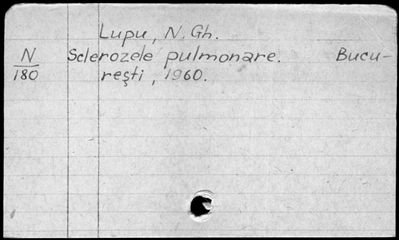 Lupu, N. Gh.
N Sclerozele pulmonare. Bucu-
180 rești, 1960.